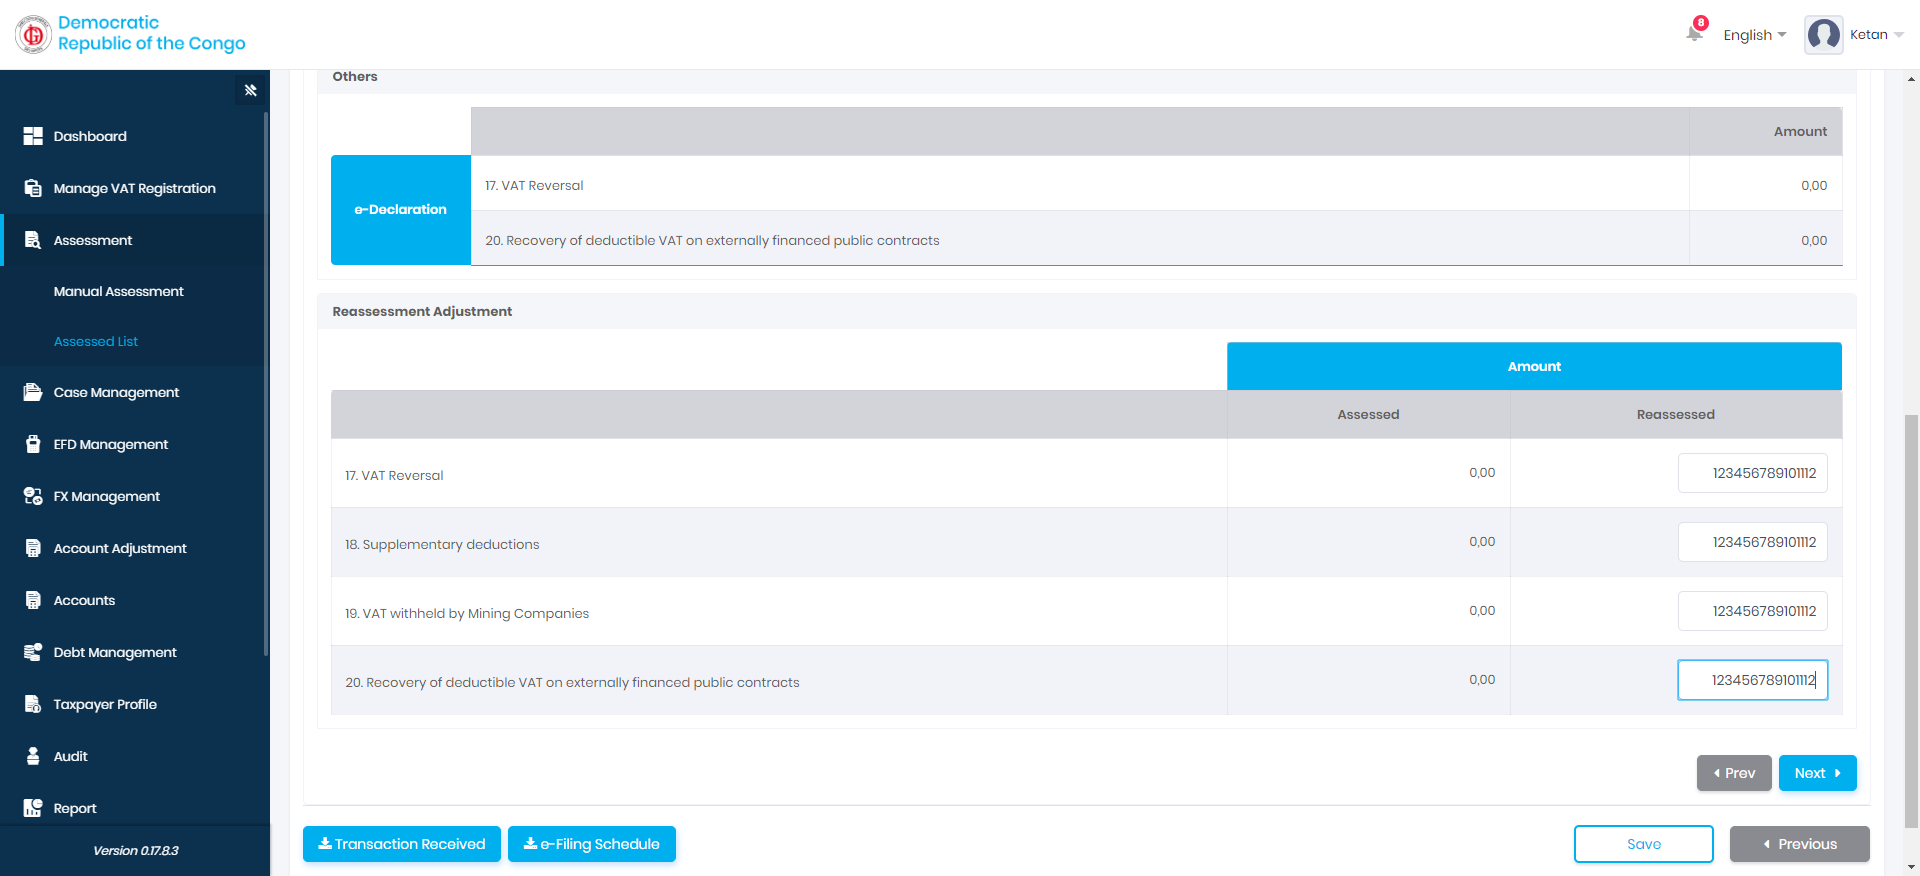 Democratic
Republic of the Congo
8
English
Ketan
Dashboard
Manage VAT Registration
Assessment
Manual Assessment
Assessed List
Case Management
EFD Management
FX Management
Account Adjustment
Accounts
Debt Management
Taxpayer Profile
Audit
Report
Version 0.17.8.3
Others
Amount
e-Declaration
17. VAT Reversal 0,00
20. Recovery of deductible VAT on externally financed public contracts 0,00
Reassessment Adjustment
Amount
Assessed Reassessed
17. VAT Reversal 0,00 123456789101112
18. Supplementary deductions 0,00 123456789101112
19. VAT withheld by Mining Companies 0,00 123456789101112
20. Recovery of deductible VAT on externally financed public contracts 0,00 123456789101112
Prev Next
Transaction Received e-Filing Schedule Save Previous